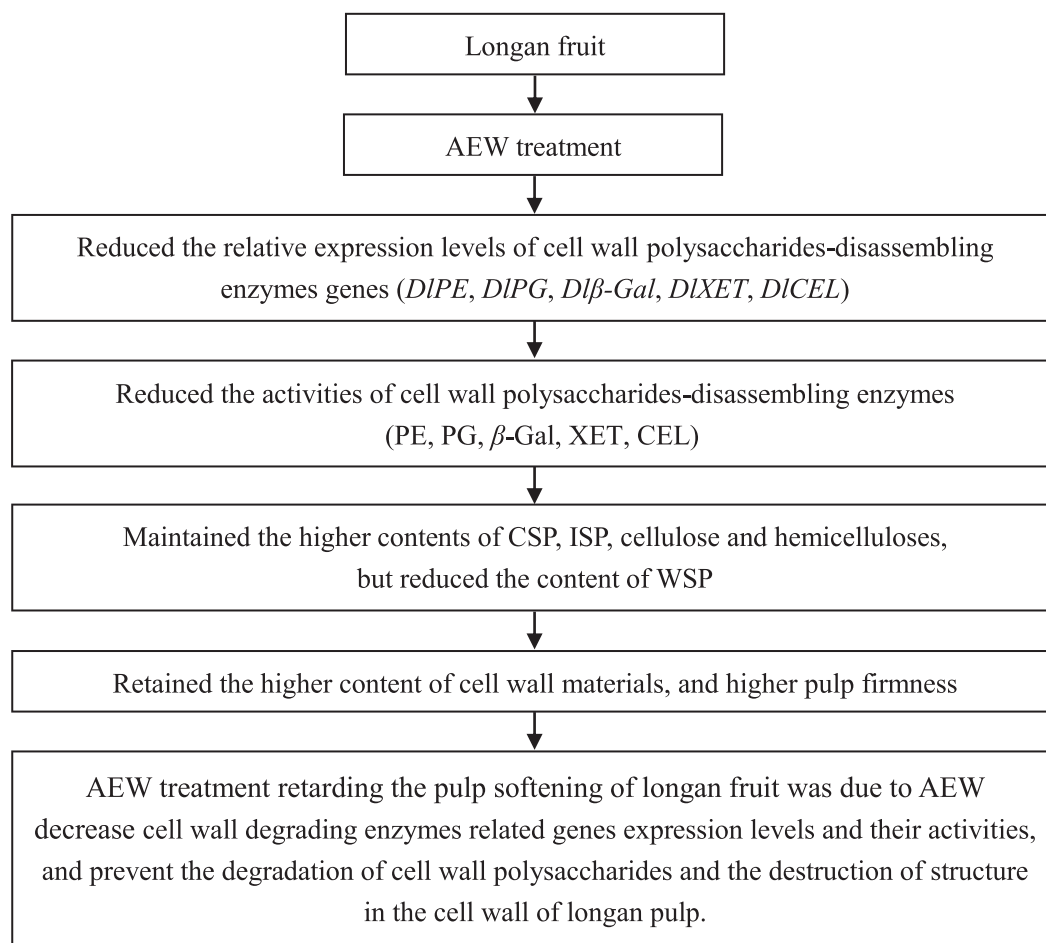 Longan fruit
AEW treatment
Reduced the relative expression levels of cell wall polysaccharides-disassembling
enzymes genes (DlPE, DlPG, Dlβ-Gal, DlXET, DlCEL)
Reduced the activities of cell wall polysaccharides-disassembling enzymes
(PE, PG, β-Gal, XET, CEL)
Maintained the higher contents of CSP, ISP, cellulose and hemicelluloses,
but reduced the content of WSP
Retained the higher content of cell wall materials, and higher pulp firmness
AEW treatment retarding the pulp softening of longan fruit was due to AEW
decrease cell wall degrading enzymes related genes expression levels and their activities,
and prevent the degradation of cell wall polysaccharides and the destruction of structure
in the cell wall of longan pulp.